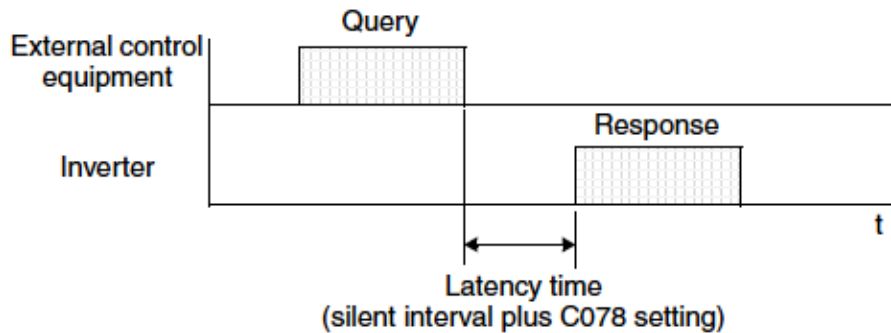 Query
External control
equipment
Response
Inverter
t
Latency time
(silent interval plus C078 setting)